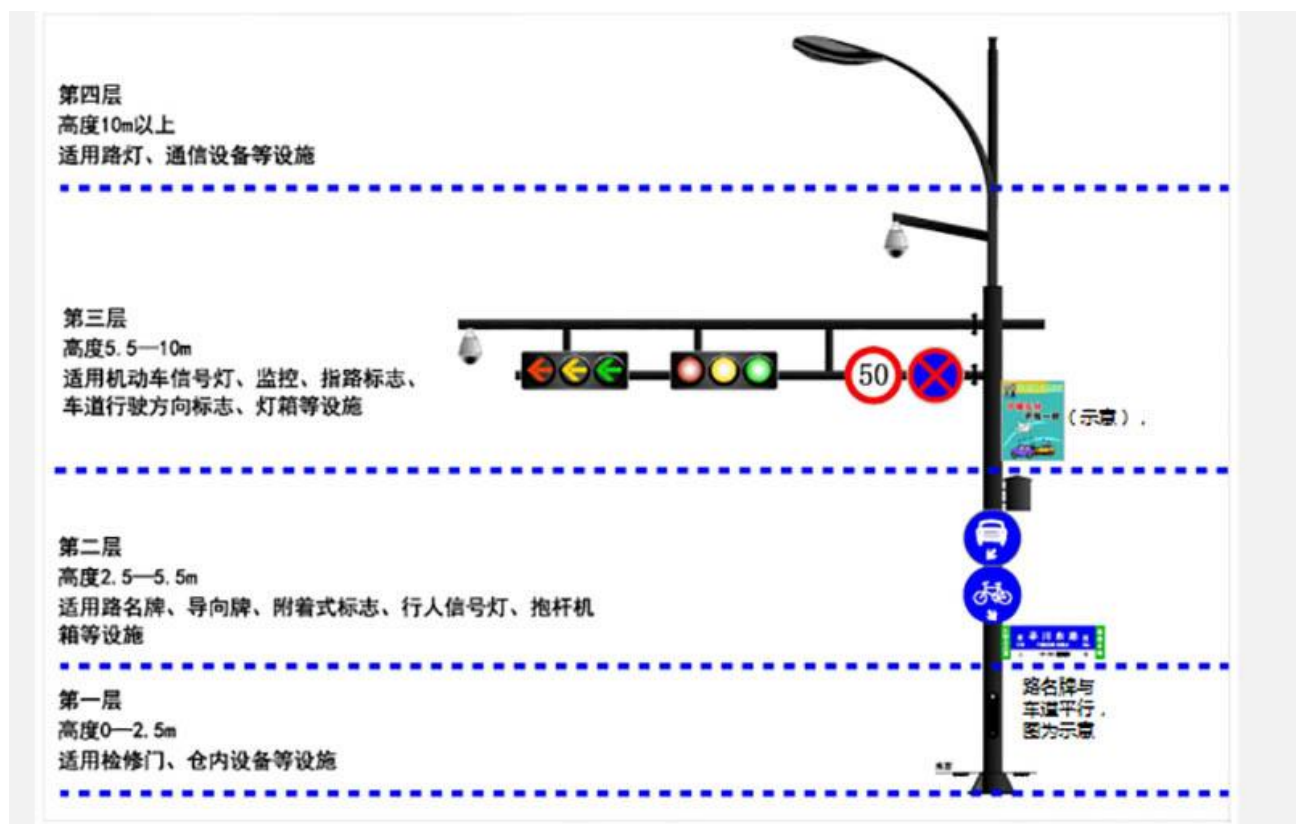 第四层
高度10m以上
适用路灯、通信设备等设施
第三层
高度5.5—10m
适用机动车信号灯、监控、指路标志、
车道行驶方向标志、灯箱等设施
50
（示意）.
第二层
高度2.5—5.5m
适用路名牌、导向牌、附着式标志、行人信号灯、抱杆机
箱等设施
路名牌与
车道平行，
图为示意
第一层
高度0—2.5m
适用检修门、仓内设备等设施